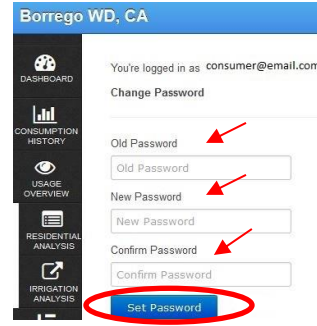 Borrego WD, CA
DASHBOARD
CONSUMPTION
HISTORY
USAGE
OVERVIEW
RESIDENTIAL
ANALYSIS
IRRIGATION
ANALYSIS
You're logged in as consumer@email.com
Change Password
Old Password
Old Password
New Password
New Password
Confirm Password
Confirm Password
Set Password